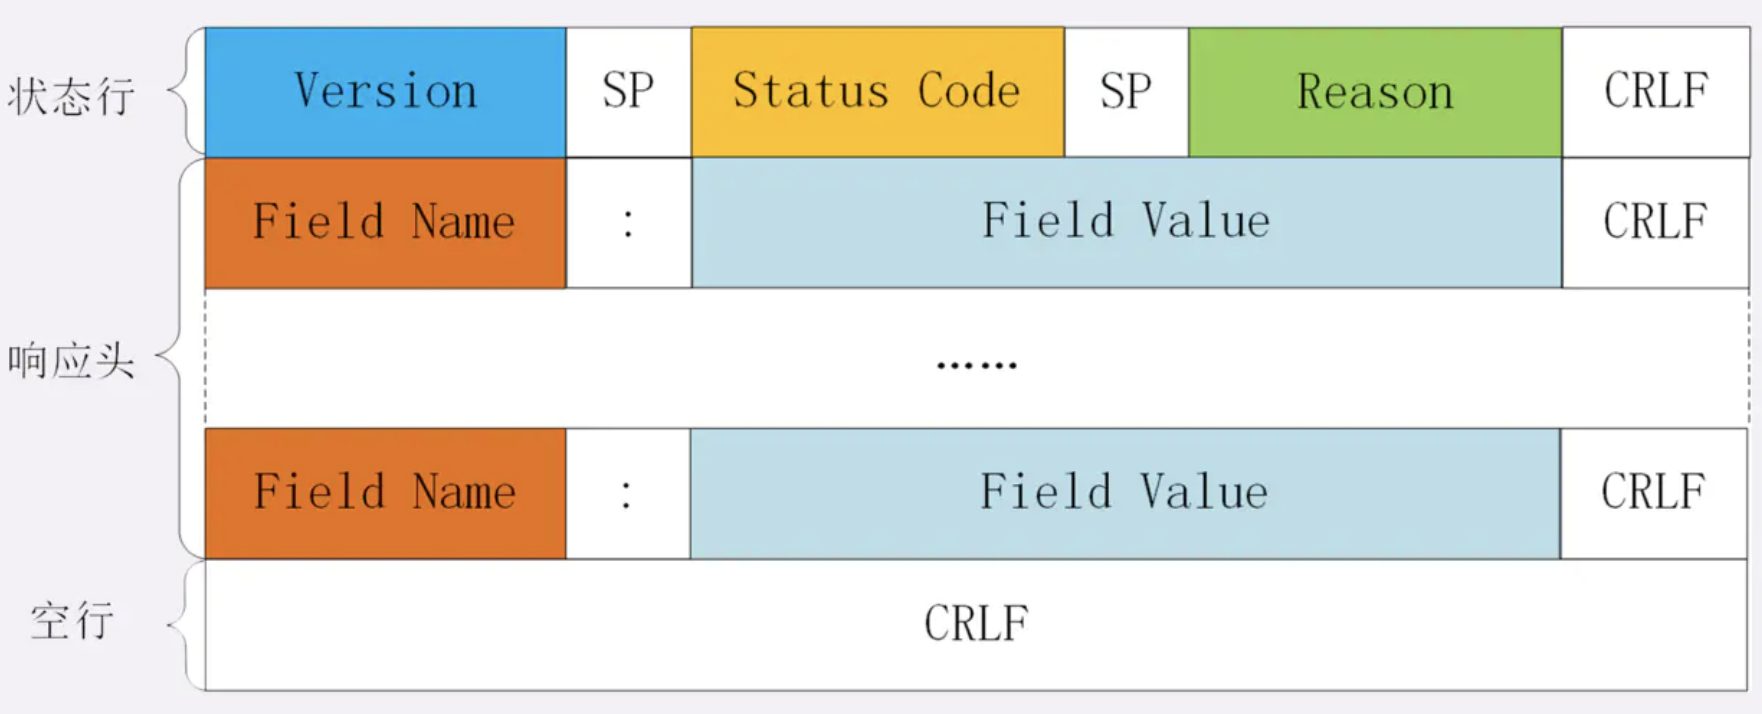 状态行 Version SP Status Code SP Reason CRLF
Field Name : Field Value CRLF
响应头 ......
Field Name : Field Value CRLF
空行 CRLF